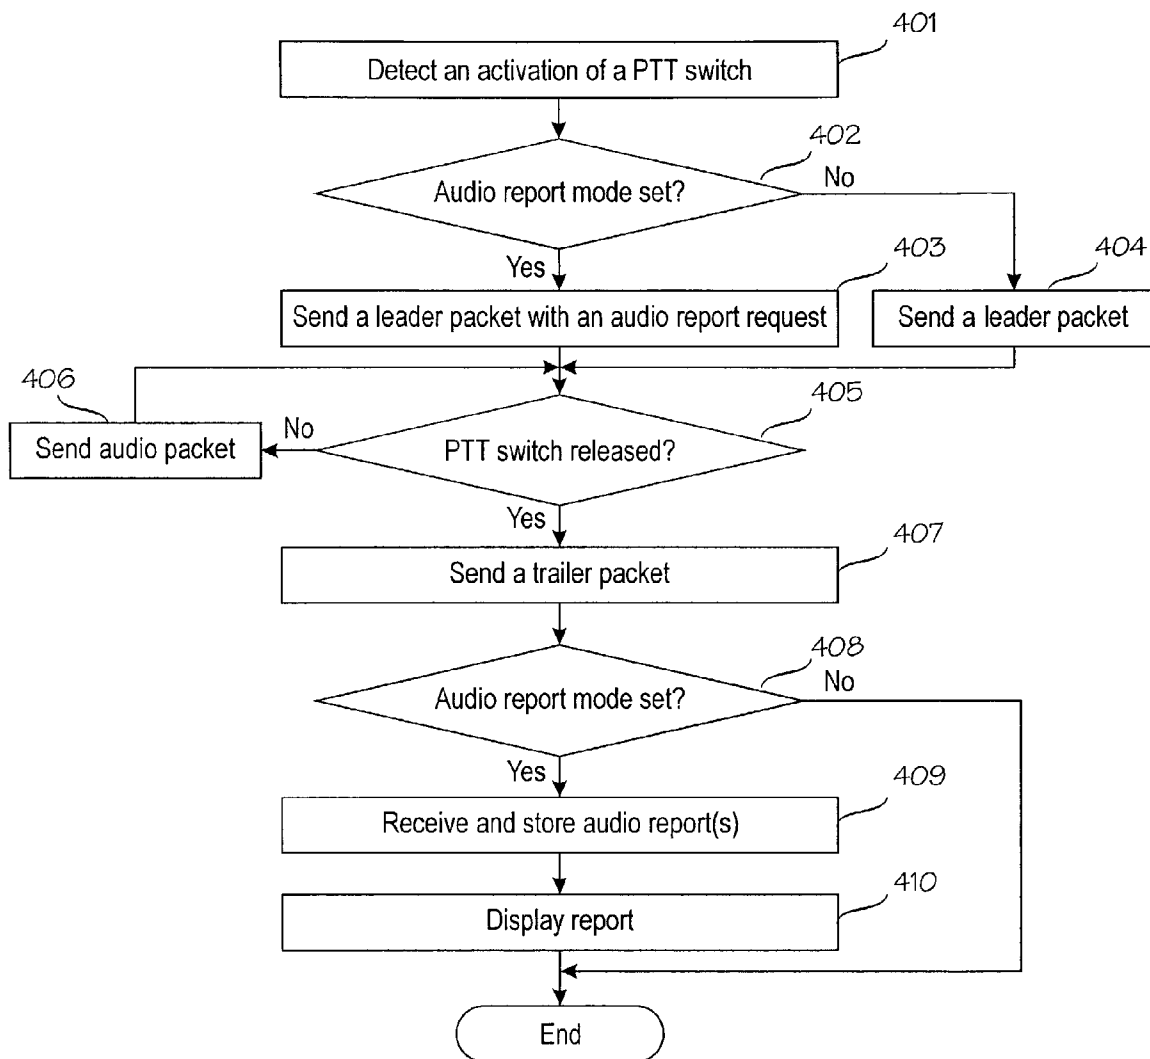 401
Detect an activation of a PTT switch
402
Audio report mode set?
No
Yes
403
404
Send a leader packet with an audio report request
Send a leader packet
406
405
Send audio packet
No
PTT switch released?
Yes
407
Send a trailer packet
408
Audio report mode set?
No
Yes
409
Receive and store audio report(s)
410
Display report
End